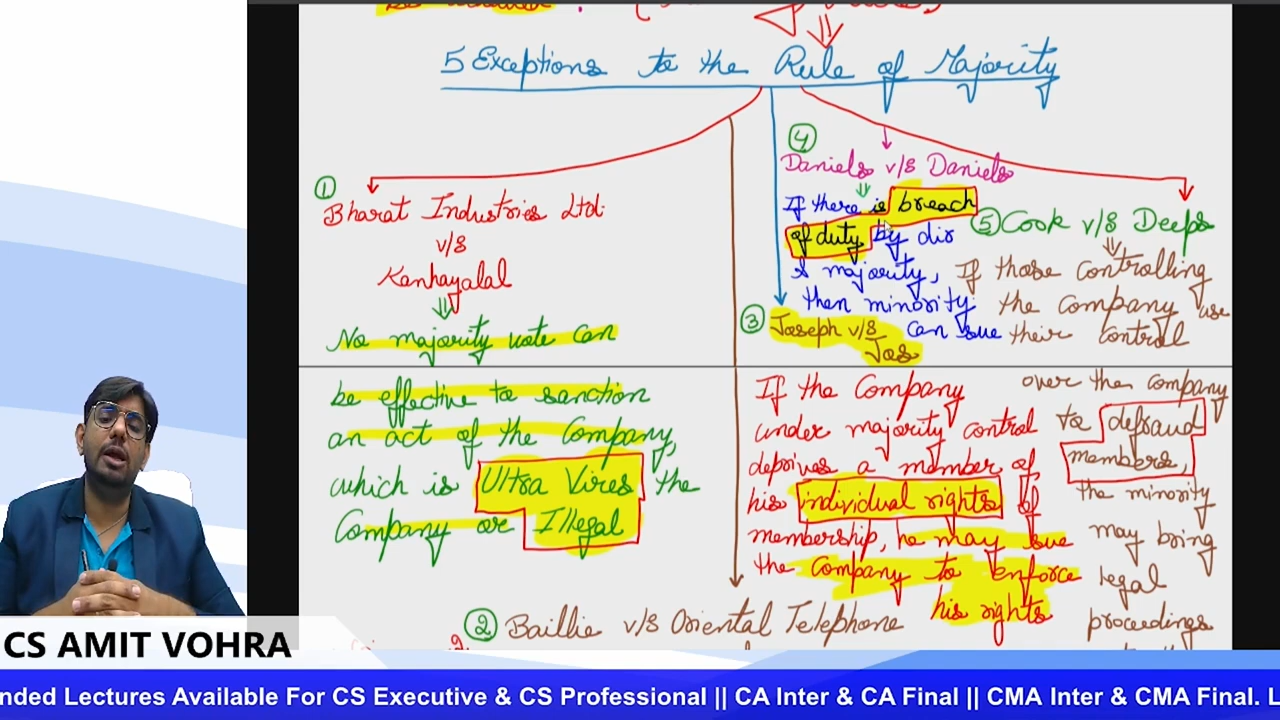 5 Exceptions to the Rule of Majority
①
Bharat Industries Ltd.
v/s
Kanhayalal
No majority vote can
be effective to sanction
an act of the Company,
which is Ultra Vires the
Company or Illegal
② Baillie v/s Oriental Telephone
③ Joseph v/s
Jos
If the Company
under majority control
deprives a member of
his individual rights of
membership, he may sue
the Company to enforce
his rights
④
Daniels v/s Daniels
If there is breach
of duty by dir
& majority,
then minority
can sue
⑤ Cook v/s Deeps
If those controlling
the company use
their control
over the company
to defraud
members,
the minority
may bring
legal
proceedings
CS AMIT VOHRA
nded Lectures Available For CS Executive & CS Professional || CA Inter & CA Final || CMA Inter & CMA Final. L